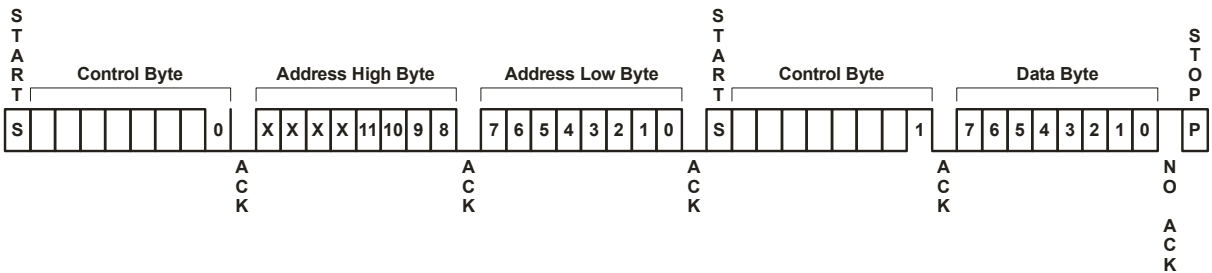 START
START
STOP
Control Byte
Address High Byte
Address Low Byte
Control Byte
Data Byte
S 0 X X X X 11 10 9 8 7 6 5 4 3 2 1 0 S 1 7 6 5 4 3 2 1 0 P
ACK
ACK
ACK
ACK
NO ACK